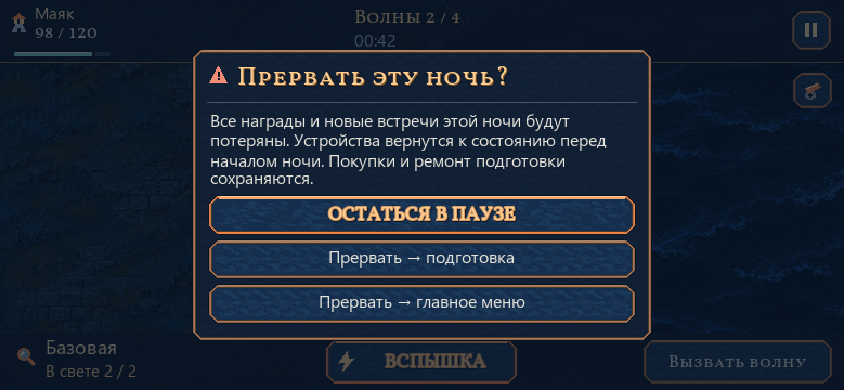 Маяк
98 / 120
Волны 2 / 4
00:42
Прервать эту ночь?
Все награды и новые встречи этой ночи будут
потеряны. Устройства вернутся к состоянию перед
началом ночи. Покупки и ремонт подготовки
сохраняются.
ОСТАТЬСЯ В ПАУЗЕ
Прервать → подготовка
Прервать → главное меню
Базовая
В свете 2 / 2
ВСПЫШКА
Вызвать волну